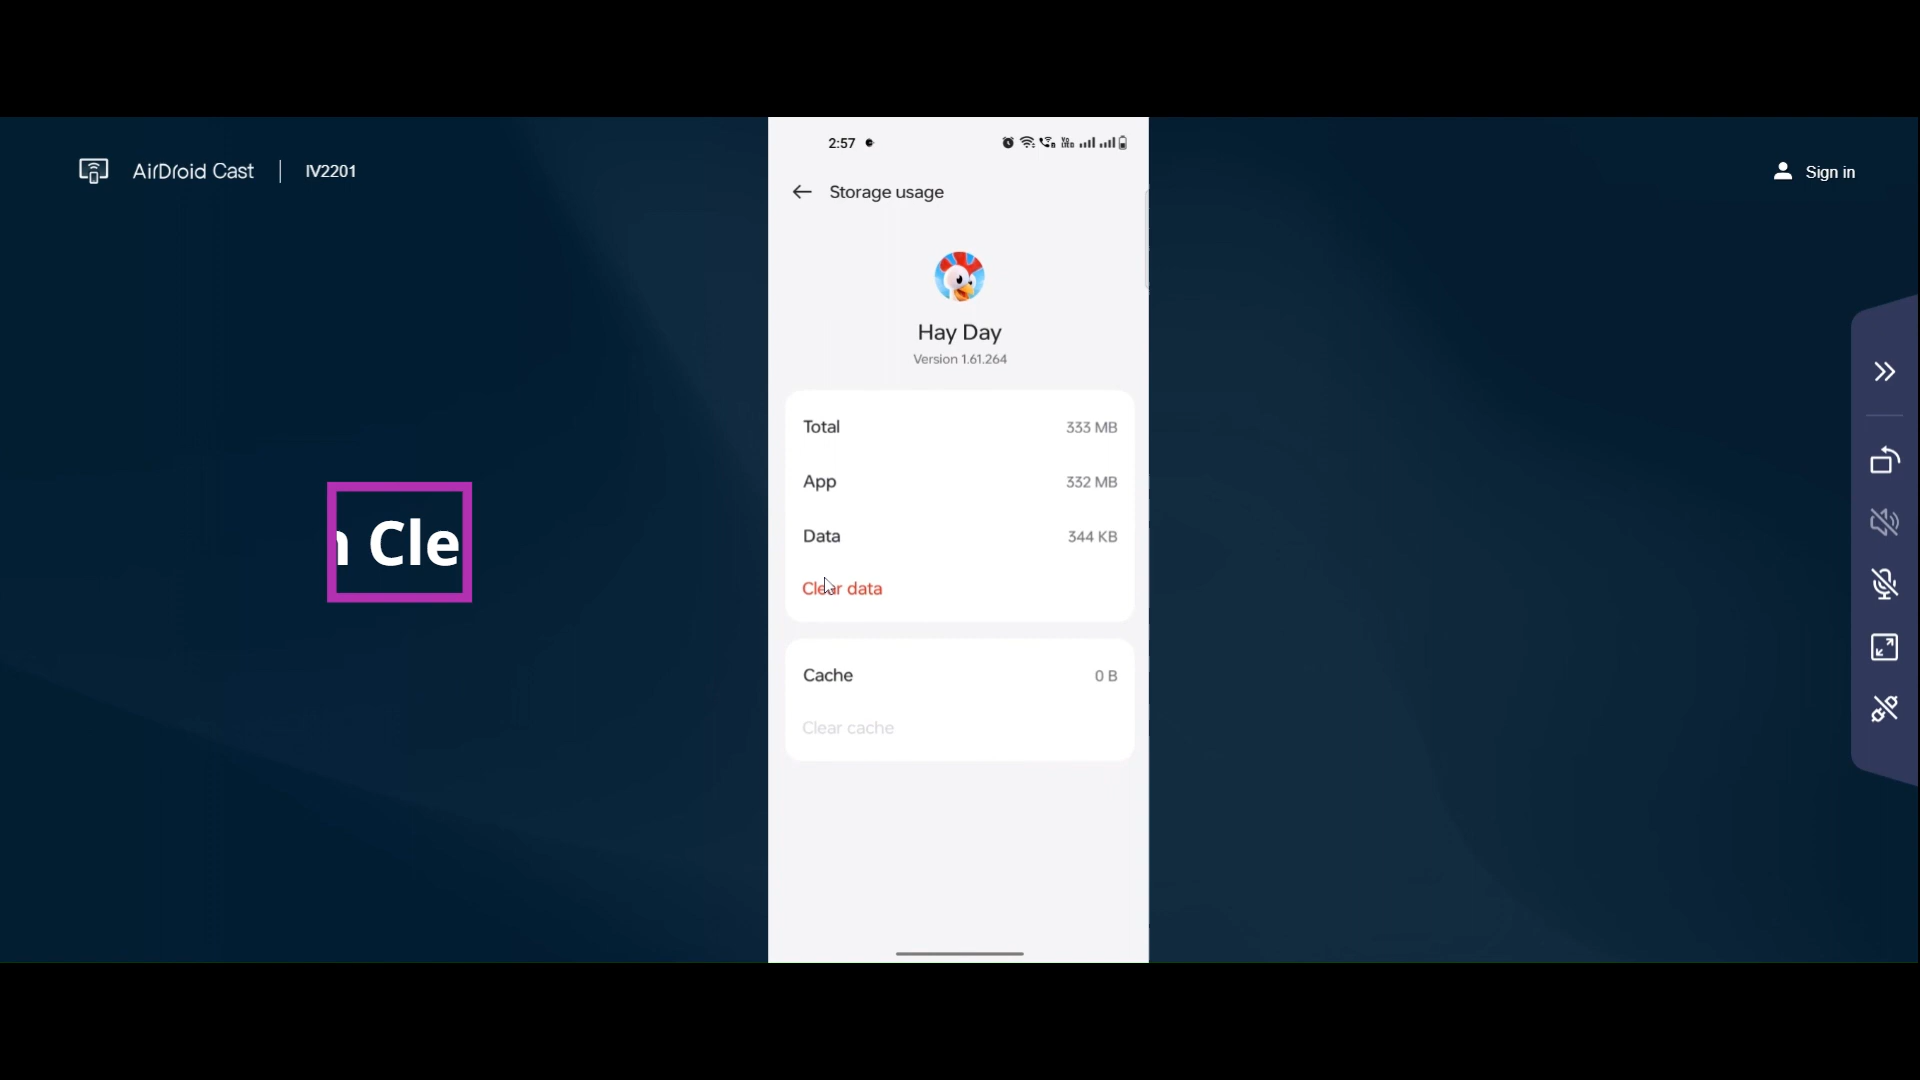 2:57
AirDroid Cast | IV2201
Sign in
Storage usage
Hay Day
Version 1.61.264
Total 333 MB
App 332 MB
Data 344 KB
Clear data
Cle
Cache 0 B
Clear cache